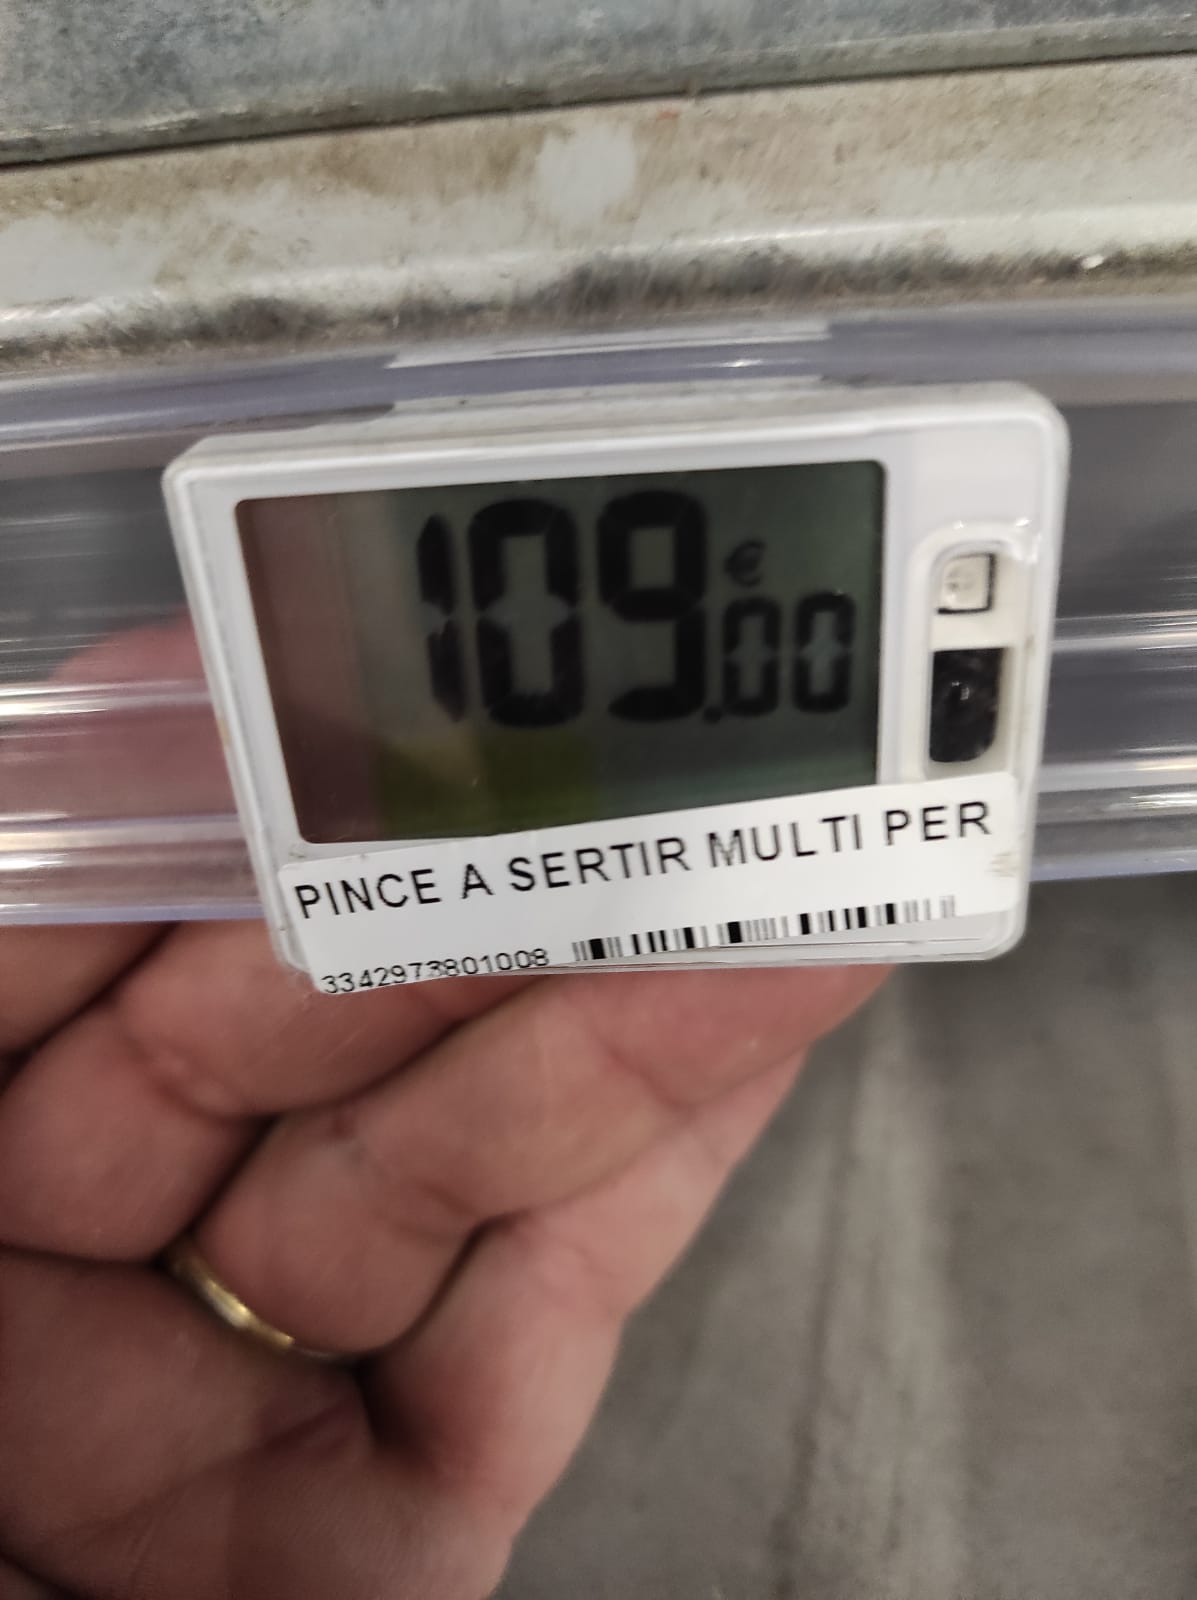 109.00 €
PINCE A SERTIR MULTI PER
3342973801008